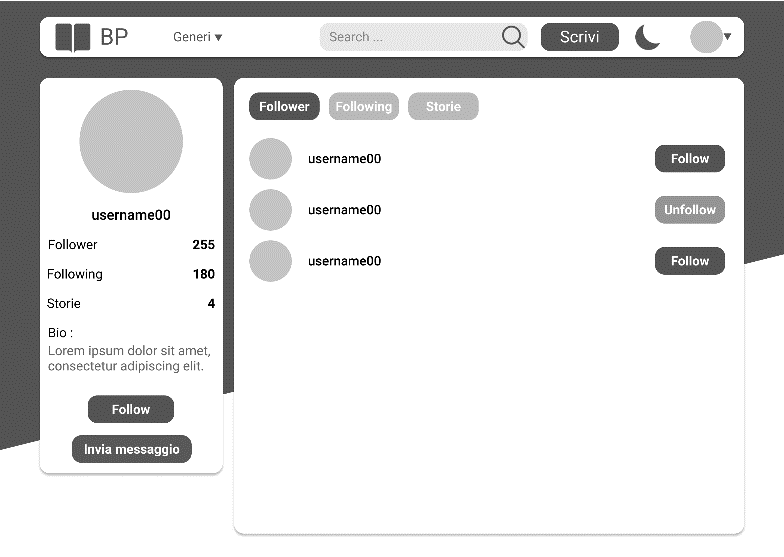 BP
Generi ▼
Search ...
Scrivi
▼
username00
Follower 255
Following 180
Storie 4
Bio :
Lorem ipsum dolor sit amet,
consectetur adipiscing elit.
Follow
Invia messaggio
Follower Following Storie
username00 Follow
username00 Unfollow
username00 Follow